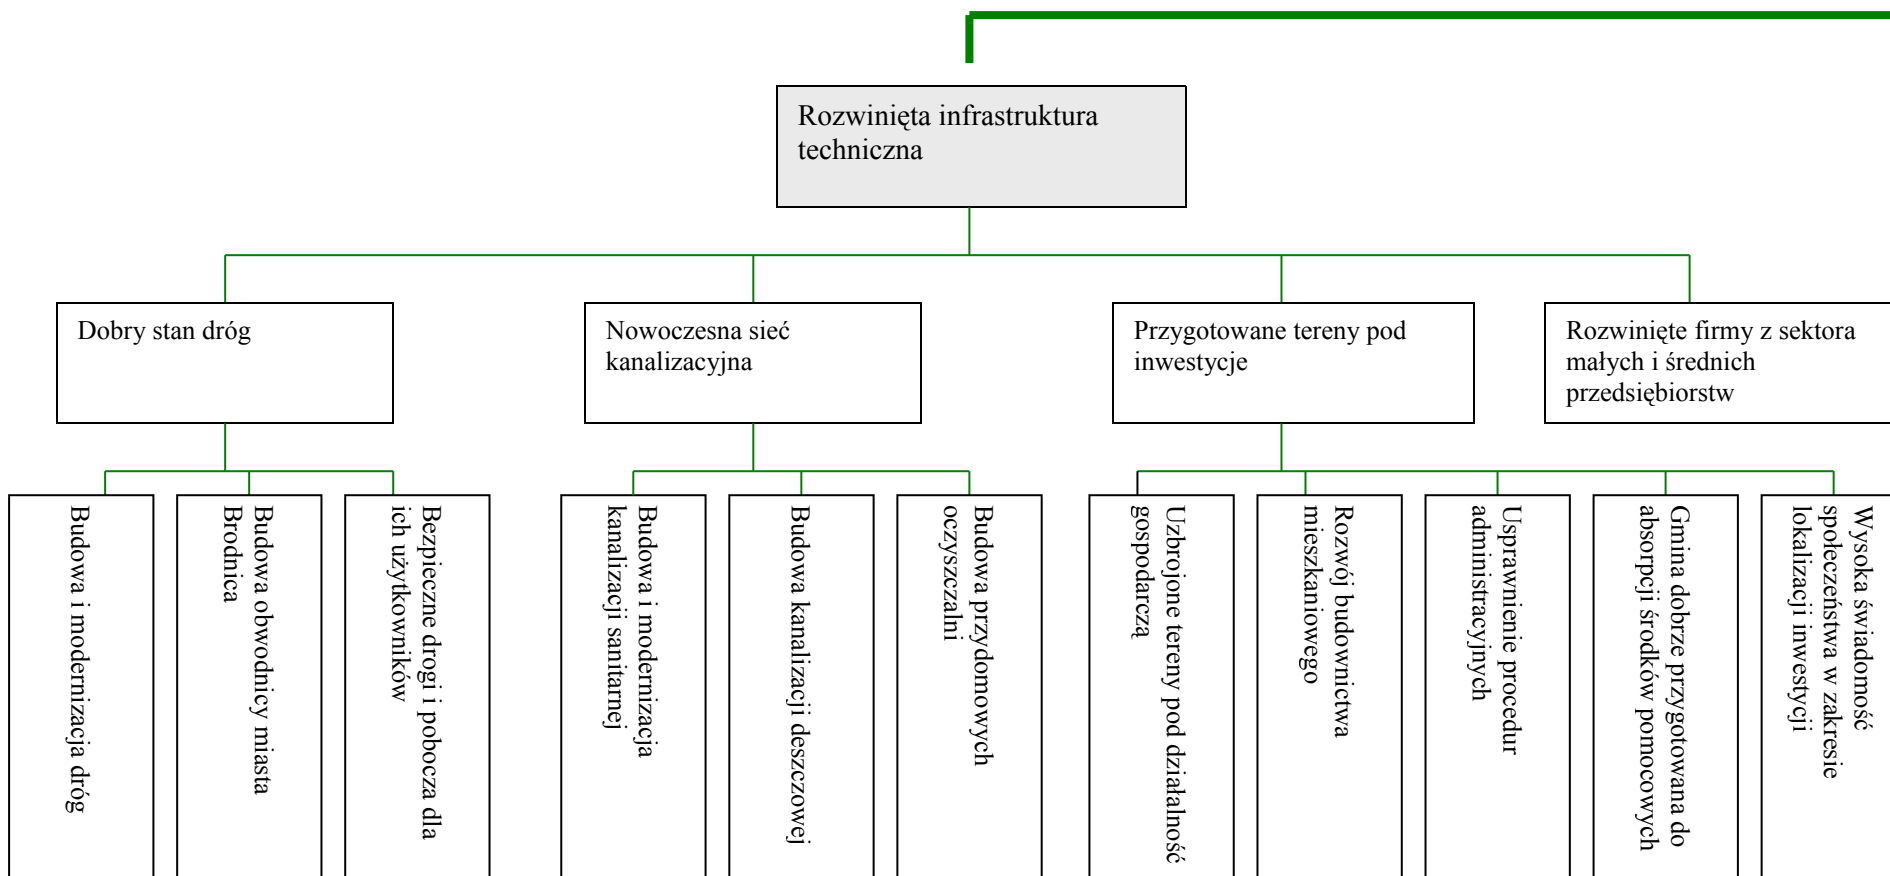 Rozwinięta infrastruktura
techniczna
Dobry stan dróg
Nowoczesna sieć
kanalizacyjna
Przygotowane tereny pod
inwestycje
Rozwinięte firmy z sektora
małych i średnich
przedsiębiorstw
Budowa i modernizacja dróg
Budowa obwodnicy miasta
Brodnica
Bezpieczne drogi i pobocza dla
ich użytkowników
Budowa i modernizacja
kanalizacji sanitarnej
Budowa kanalizacji deszczowej
Budowa przydomowych
oczyszczalni
Uzbrojone tereny pod działalność
gospodarczą
Rozwój budownictwa
mieszkaniowego
Usprawnienie procedur
administracyjnych
Gmina dobrze przygotowana do
absorpcji środków pomocowych
Wysoka świadomość
społeczeństwa w zakresie
lokalizacji inwestycji